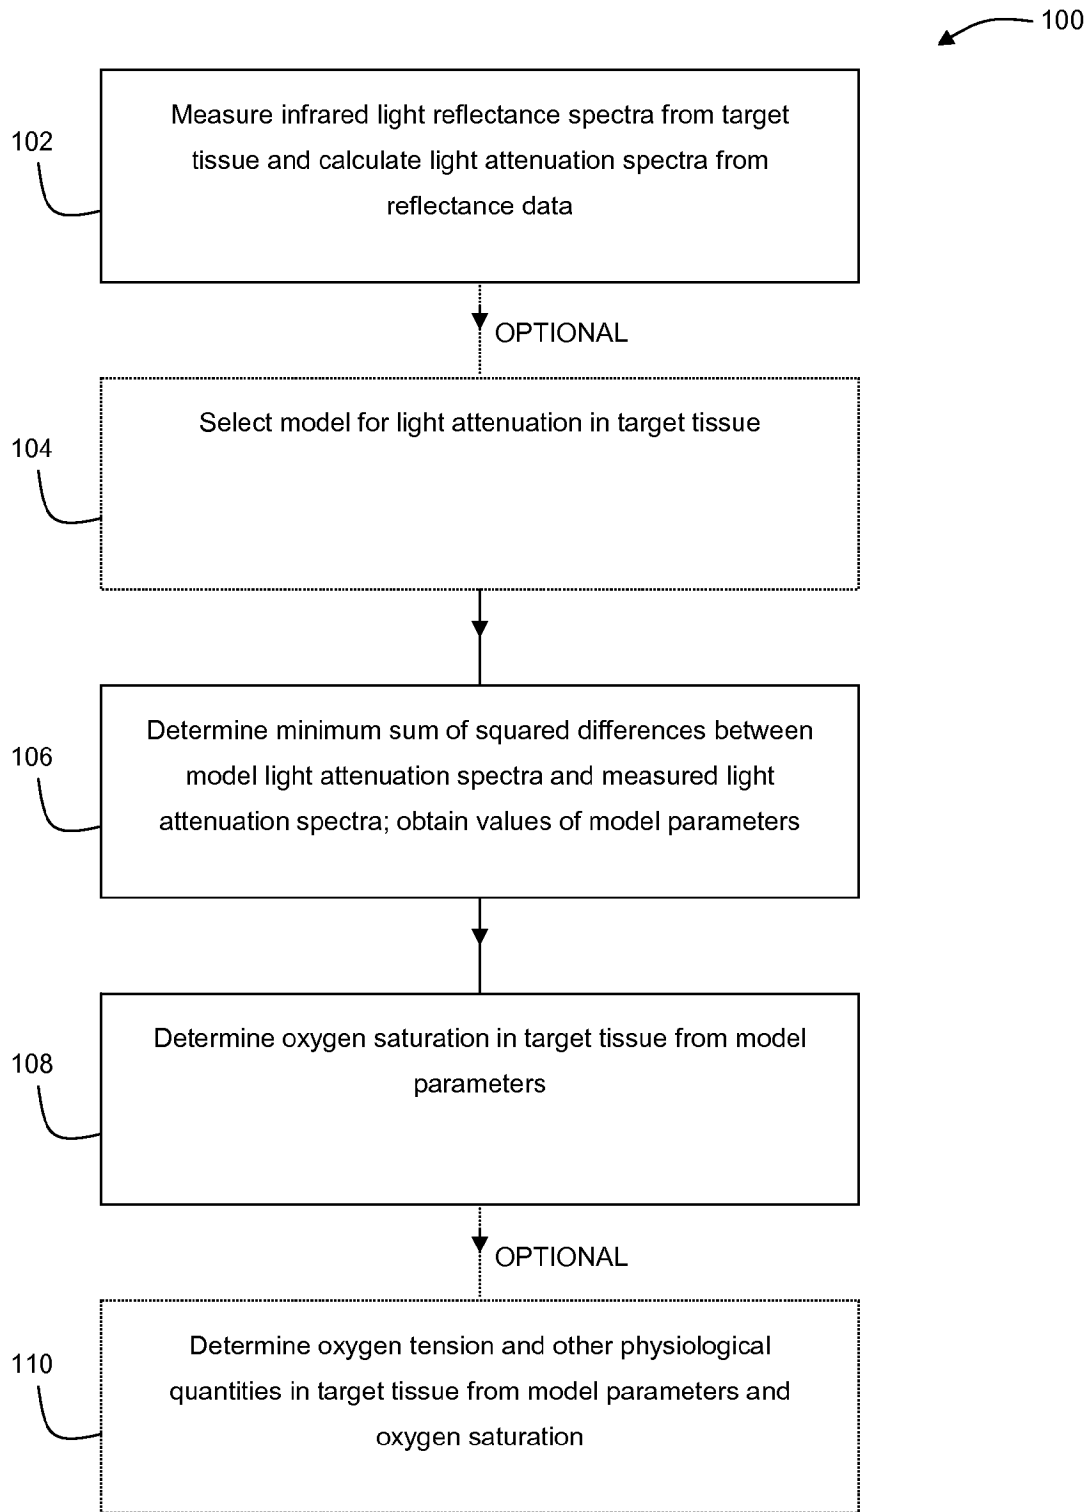 100
102
Measure infrared light reflectance spectra from target
tissue and calculate light attenuation spectra from
reflectance data
OPTIONAL
104
Select model for light attenuation in target tissue
106
Determine minimum sum of squared differences between
model light attenuation spectra and measured light
attenuation spectra; obtain values of model parameters
108
Determine oxygen saturation in target tissue from model
parameters
OPTIONAL
110
Determine oxygen tension and other physiological
quantities in target tissue from model parameters and
oxygen saturation